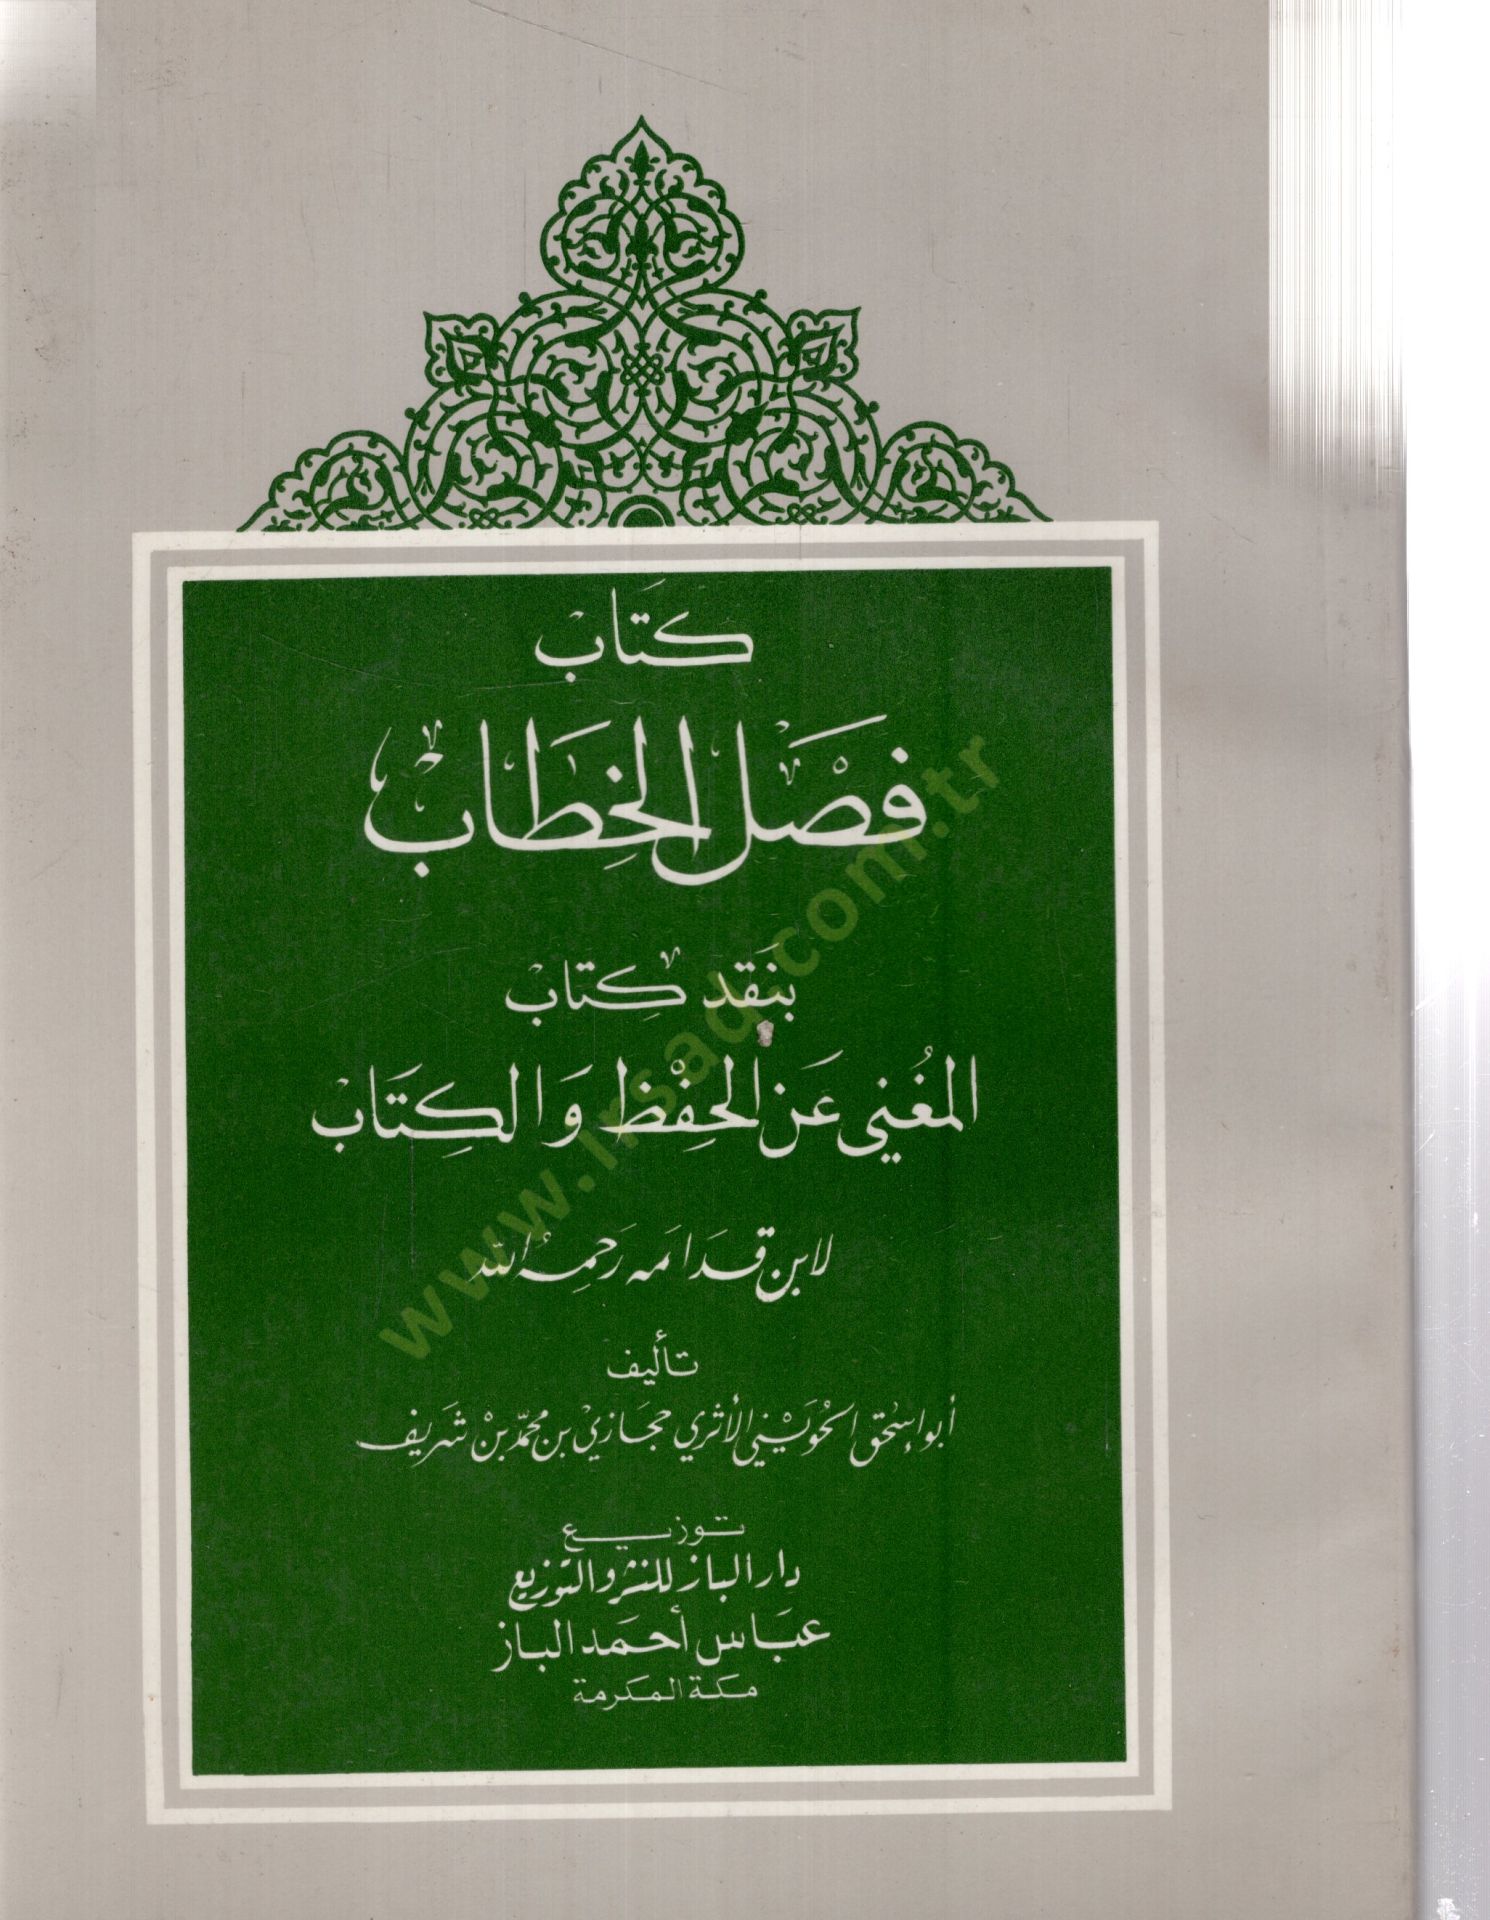 كتاب
فصل الخطاب
بنقد كتاب
المغني عن الحفظ والكتاب
لابن قدامه رحمه الله
تأليف
أبو إسحق الحويني الأثري حجازي بن محمد بن شريف
توزيع
دار الباز للنشر والتوزيع
عباس أحمد الباز
مكة المكرمة
www.irsad.com.tr